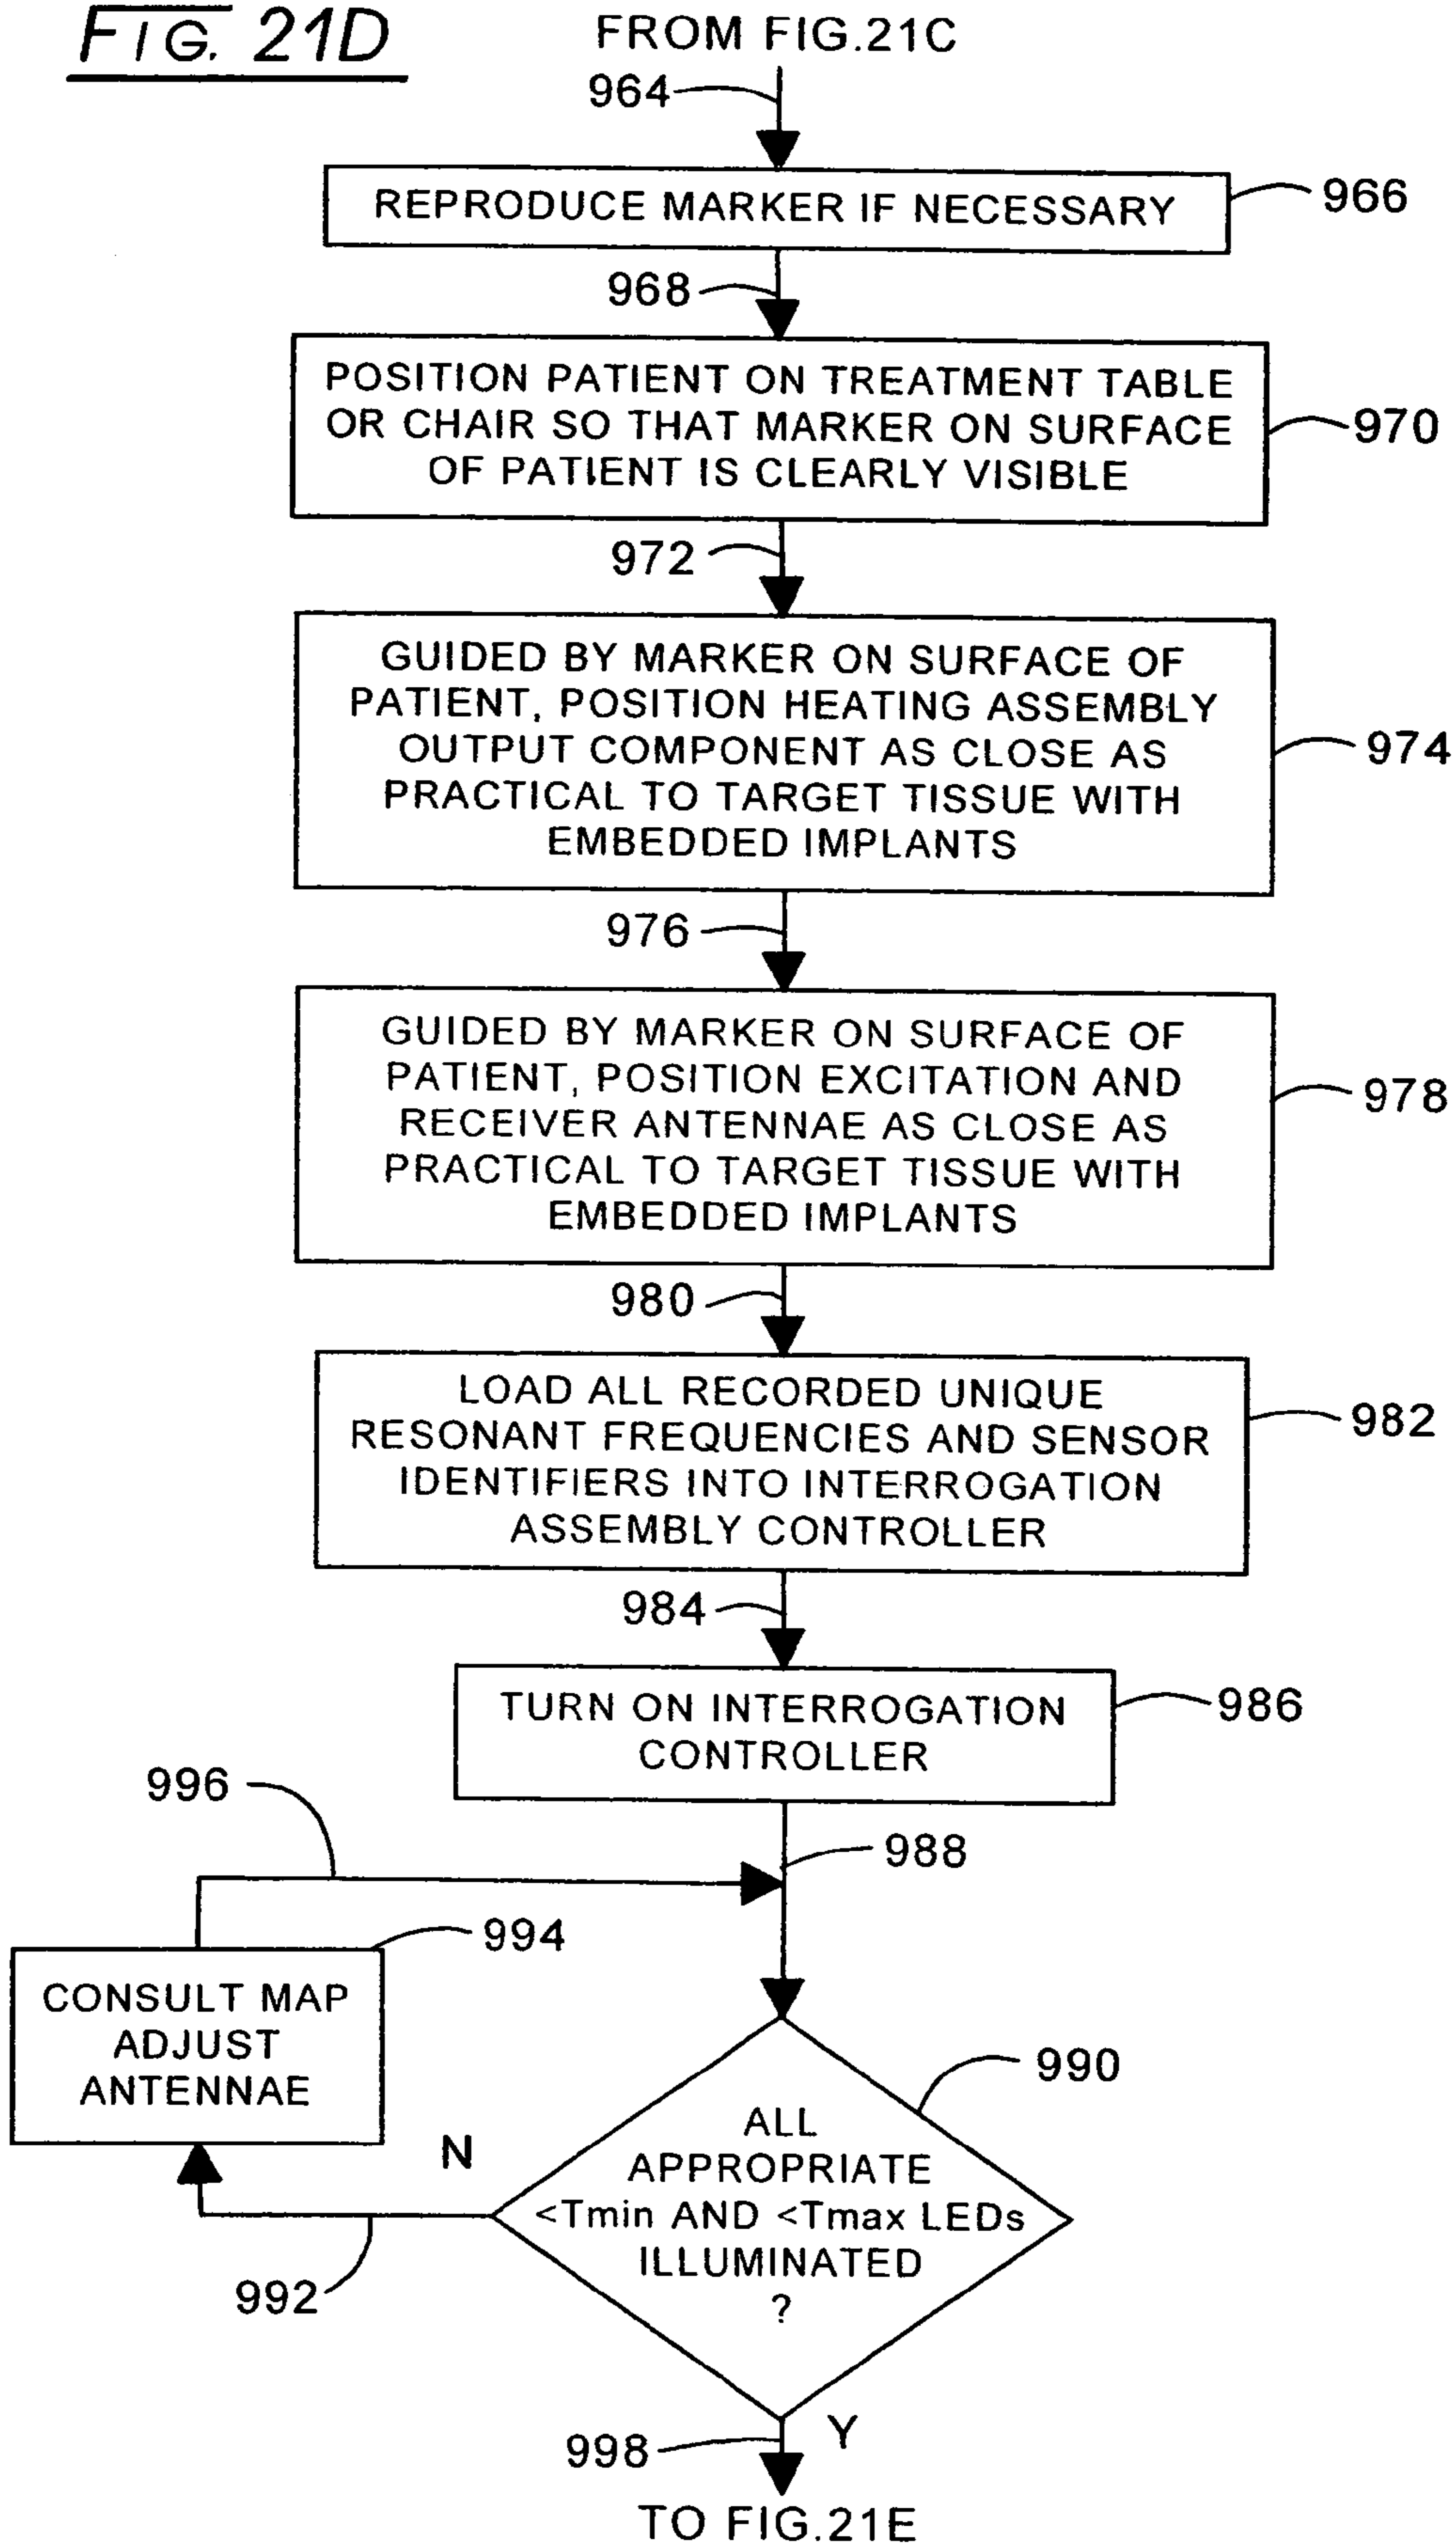 FIG. 21D
FROM FIG.21C
964
REPRODUCE MARKER IF NECESSARY
966
968
POSITION PATIENT ON TREATMENT TABLE
OR CHAIR SO THAT MARKER ON SURFACE
OF PATIENT IS CLEARLY VISIBLE
970
972
GUIDED BY MARKER ON SURFACE OF
PATIENT, POSITION HEATING ASSEMBLY
OUTPUT COMPONENT AS CLOSE AS
PRACTICAL TO TARGET TISSUE WITH
EMBEDDED IMPLANTS
974
976
GUIDED BY MARKER ON SURFACE OF
PATIENT, POSITION EXCITATION AND
RECEIVER ANTENNAE AS CLOSE AS
PRACTICAL TO TARGET TISSUE WITH
EMBEDDED IMPLANTS
978
980
LOAD ALL RECORDED UNIQUE
RESONANT FREQUENCIES AND SENSOR
IDENTIFIERS INTO INTERROGATION
ASSEMBLY CONTROLLER
982
984
TURN ON INTERROGATION
CONTROLLER
986
996
988
994
CONSULT MAP
ADJUST
ANTENNAE
990
ALL
APPROPRIATE
<Tmin AND <Tmax LEDs
ILLUMINATED
?
N
992
Y
998
TO FIG.21E